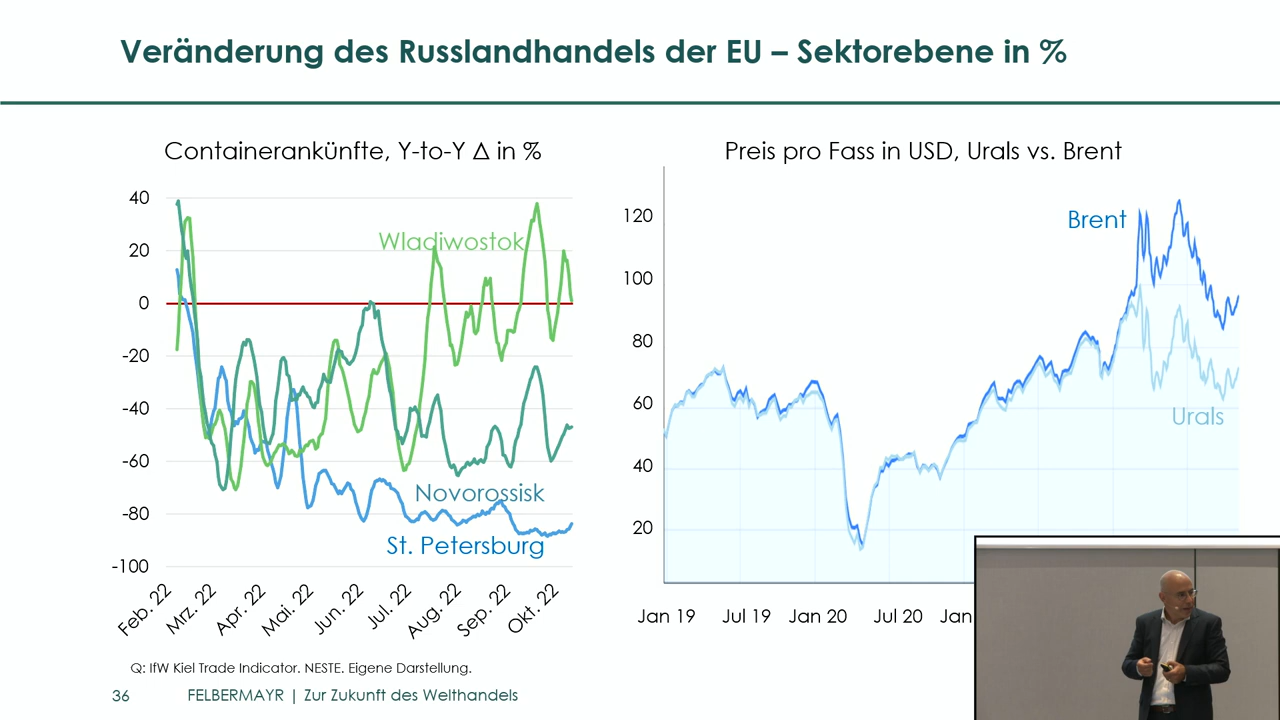 Veränderung des Russlandhandels der EU – Sektorebene in %
Containerankünfte, Y-to-Y Δ in %
40
20
0
-20
-40
-60
-80
-100
Wladiwostok
Novorossisk
St. Petersburg
Feb. 22
Mrz. 22
Apr. 22
Mai. 22
Jun. 22
Jul. 22
Aug. 22
Sep. 22
Okt. 22
Preis pro Fass in USD, Urals vs. Brent
120
100
80
60
40
20
Brent
Urals
Jan 19
Jul 19
Jan 20
Jul 20
Jan
Q: IfW Kiel Trade Indicator. NESTE. Eigene Darstellung.
36
FELBERMAYR | Zur Zukunft des Welthandels